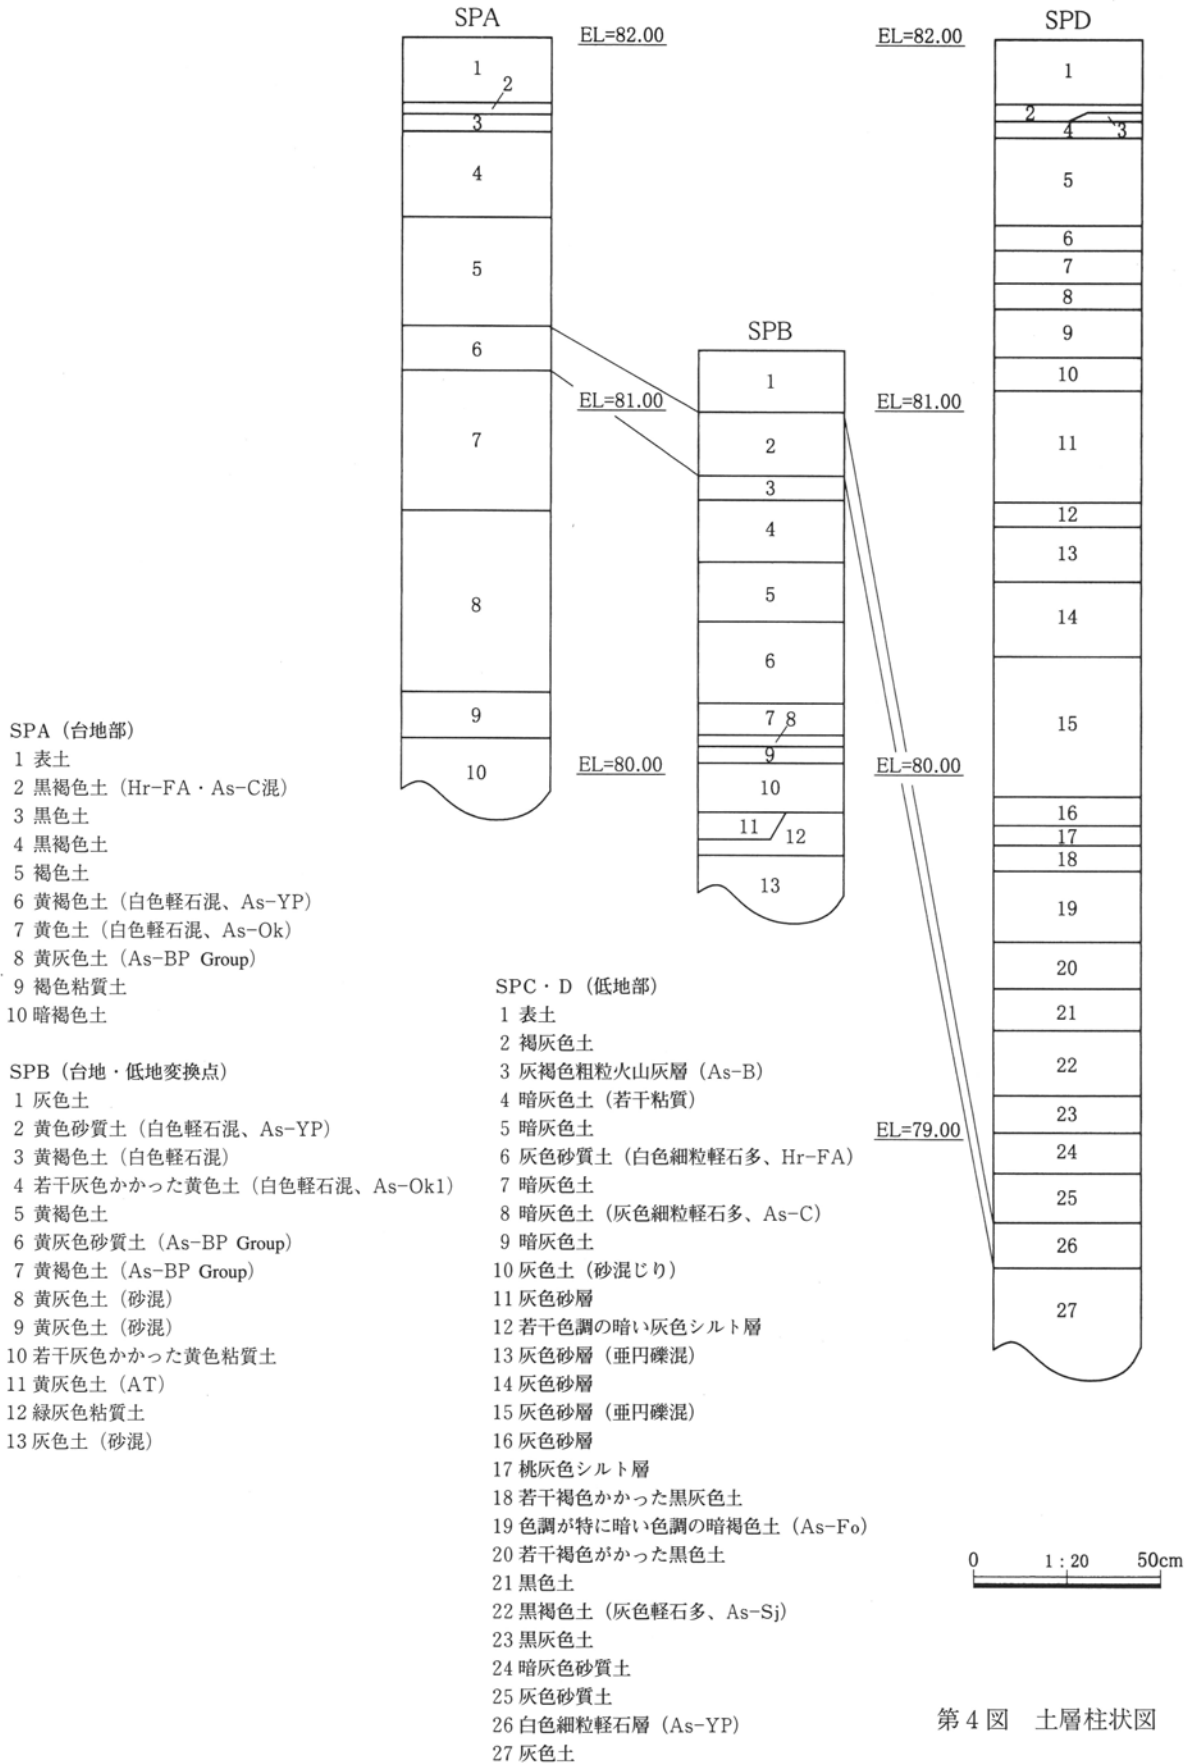 SPA
EL=82.00
1
2
3
4
5
6
EL=81.00
7
8
9
10
EL=80.00
SPB
1
2
3
4
5
6
7
8
9
10
11
12
13
SPD
EL=82.00
1
2
3
4
5
6
7
8
9
10
EL=81.00
11
12
13
14
15
EL=80.00
16
17
18
19
20
21
22
23
EL=79.00
24
25
26
27
SPA(台地部)
1 表土
2 黒褐色土(Hr-FA・As-C混)
3 黒色土
4 黒褐色土
5 褐色土
6 黄褐色土(白色軽石混、As-YP)
7 黄色土(白色軽石混、As-Ok)
8 黄灰色土(As-BP Group)
9 褐色粘質土
10 暗褐色土
SPB(台地・低地変換点)
1 灰色土
2 黄色砂質土(白色軽石混、As-YP)
3 黄褐色土(白色軽石混)
4 若干灰色かかった黄色土(白色軽石混、As-Ok1)
5 黄褐色土
6 黄灰色砂質土(As-BP Group)
7 黄褐色土(As-BP Group)
8 黄灰色土(砂混)
9 黄灰色土(砂混)
10 若干灰色かかった黄色粘質土
11 黄灰色土(AT)
12 緑灰色粘質土
13 灰色土(砂混)
SPC・D(低地部)
1 表土
2 褐灰色土
3 灰褐色粗粒火山灰層(As-B)
4 暗灰色土(若干粘質)
5 暗灰色土
6 灰色砂質土(白色細粒軽石多、Hr-FA)
7 暗灰色土
8 暗灰色土(灰色細粒軽石多、As-C)
9 暗灰色土
10 灰色土(砂混じり)
11 灰色砂層
12 若干色調の暗い灰色シルト層
13 灰色砂層(亜円礫混)
14 灰色砂層
15 灰色砂層(亜円礫混)
16 灰色砂層
17 桃灰色シルト層
18 若干褐色かかった黒灰色土
19 色調が特に暗い色調の暗褐色土(As-Fo)
20 若干褐色がかった黒色土
21 黒色土
22 黒褐色土(灰色軽石多、As-Sj)
23 黒灰色土
24 暗灰色砂質土
25 灰色砂質土
26 白色細粒軽石層(As-YP)
27 灰色土
0 1:20 50cm
第4図 土層柱状図